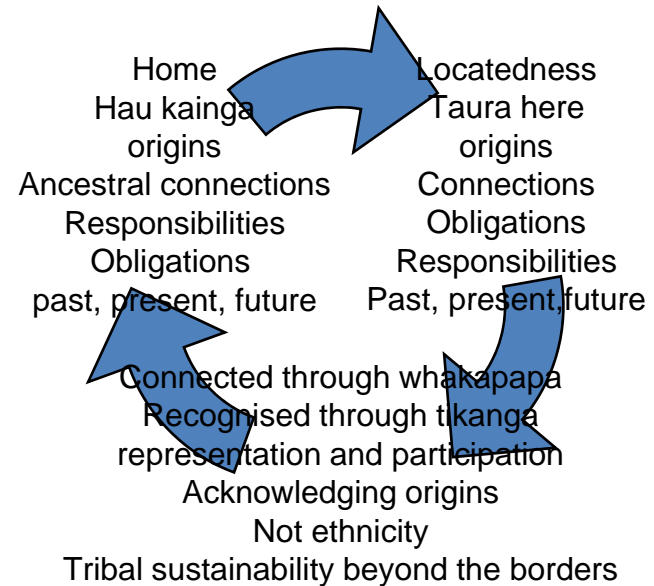 Home
Hau kainga
origins
Ancestral connections
Responsibilities
Obligations
past, present, future
Locatedness
Taura here
origins
Connections
Obligations
Responsibilities
Past, present,future
Connected through whakapapa
Recognised through tikanga
representation and participation
Acknowledging origins
Not ethnicity
Tribal sustainability beyond the borders